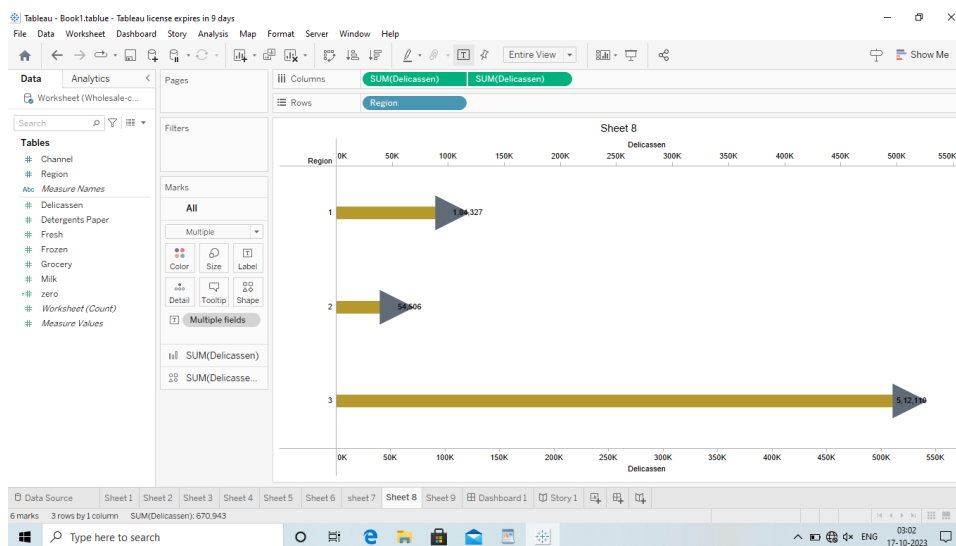 Tableau - Book1.tablue - Tableau license expires in 9 days
File Data Worksheet Dashboard Story Analysis Map Format Server Window Help
Entire View
Show Me
Data Analytics
Worksheet (Wholesale-c...
Search
Tables
# Channel
# Region
Abc Measure Names
# Delicassen
# Detergents Paper
# Fresh
# Frozen
# Grocery
# Milk
# zero
# Worksheet (Count)
# Measure Values
Pages
Filters
Marks
All
Multiple
Color Size Label
Detail Tooltip Shape
Multiple fields
SUM(Delicassen)
SUM(Delicasse...
Columns SUM(Delicassen) SUM(Delicassen)
Rows Region
Sheet 8
Delicassen
Region 0K 50K 100K 150K 200K 250K 300K 350K 400K 450K 500K 550K
1 1,04,327
2 54,506
3 5,12,110
0K 50K 100K 150K 200K 250K 300K 350K 400K 450K 500K 550K
Delicassen
Data Source Sheet 1 Sheet 2 Sheet 3 Sheet 4 Sheet 5 Sheet 6 sheet 7 Sheet 8 Sheet 9 Dashboard 1 Story 1
6 marks 3 rows by 1 column SUM(Delicassen): 670,943
Type here to search
ENG
03:02
17-10-2023